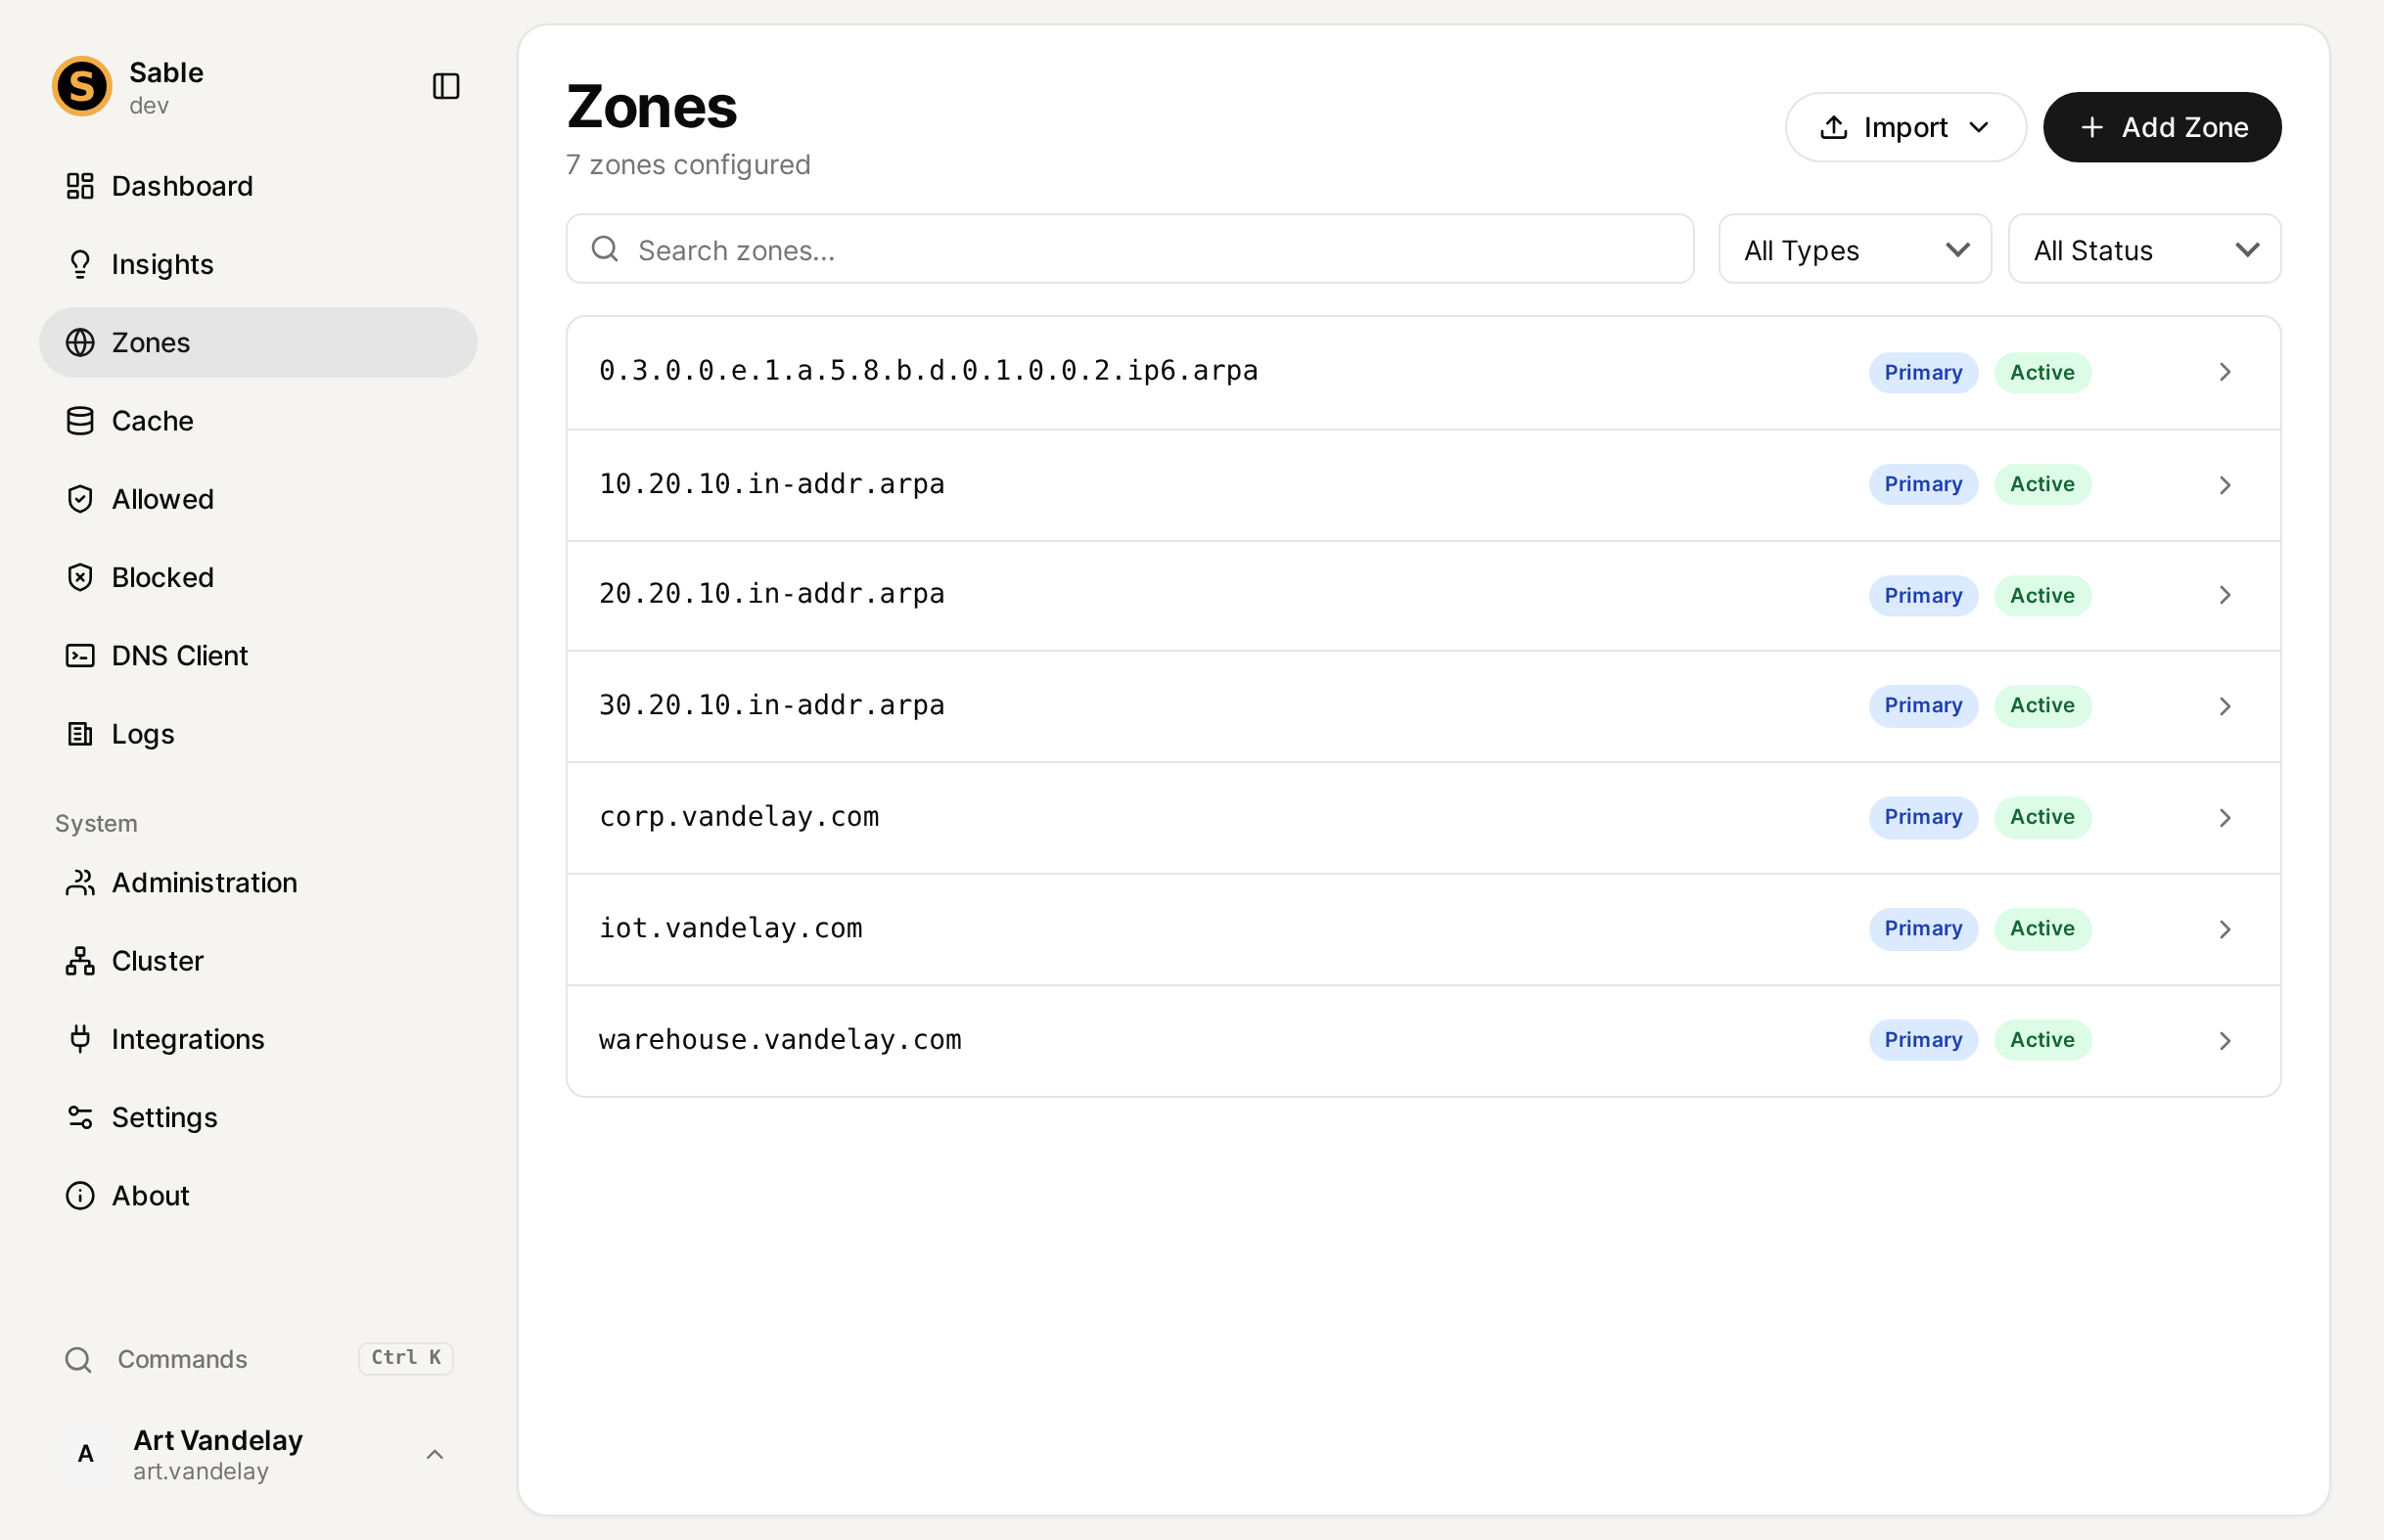 S
Sable
dev
Dashboard
Insights
Zones
Cache
Allowed
Blocked
DNS Client
Logs
System
Administration
Cluster
Integrations
Settings
About
Commands
Ctrl K
A
Art Vandelay
art.vandelay
Zones
7 zones configured
Import
Add Zone
Search zones...
All Types
All Status
0.3.0.0.e.1.a.5.8.b.d.0.1.0.0.2.ip6.arpa Primary Active
10.20.10.in-addr.arpa Primary Active
20.20.10.in-addr.arpa Primary Active
30.20.10.in-addr.arpa Primary Active
corp.vandelay.com Primary Active
iot.vandelay.com Primary Active
warehouse.vandelay.com Primary Active